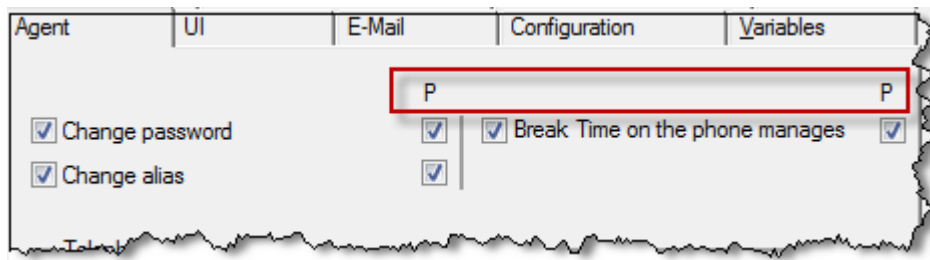 Agent UI E-Mail Configuration Variables
P P
Change password Break Time on the phone manages
Change alias